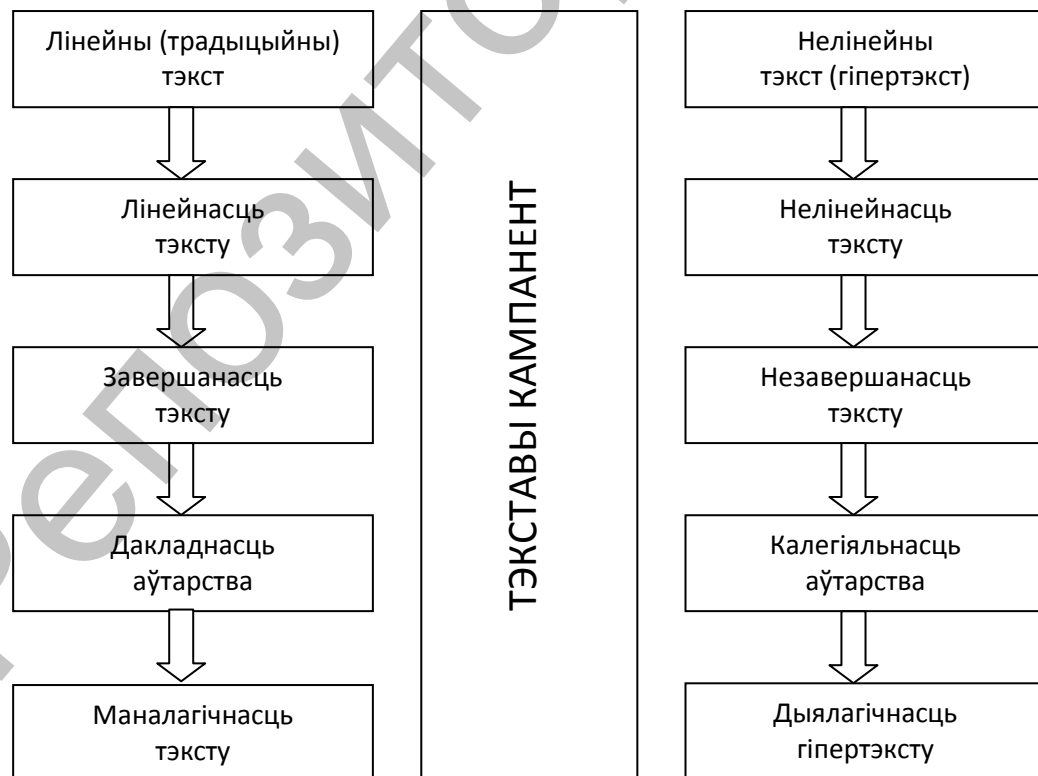 Лінейны (традыцыйны)
тэкст
Лінейнасць
тэксту
Завершанасць
тэксту
Дакладнасць
аўтарства
Маналагічнасць
тэксту
ТЭКСТАВЫ КАМПАНЕНТ
Нелінейны
тэкст (гіпертэкст)
Нелінейнасць
тэксту
Незавершанасць
тэксту
Калегіяльнасць
аўтарства
Дыялагічнасць
гіпертэксту
Репозито